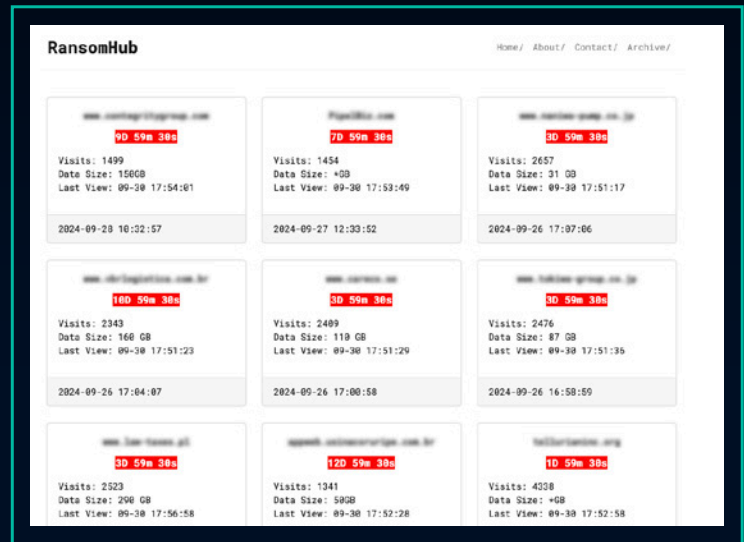 RansomHub
Home/ About/ Contact/ Archive/
9D 59m 30s
Visits: 1499
Data Size: 150GB
Last View: 09-30 17:54:01
2024-09-28 10:32:57
7D 59m 30s
Visits: 1454
Data Size: +GB
Last View: 09-30 17:53:49
2024-09-27 12:33:52
3D 59m 30s
Visits: 2657
Data Size: 31 GB
Last View: 09-30 17:51:17
2024-09-26 17:07:06
10D 59m 30s
Visits: 2343
Data Size: 160 GB
Last View: 09-30 17:51:23
2024-09-26 17:04:07
3D 59m 30s
Visits: 2409
Data Size: 110 GB
Last View: 09-30 17:51:29
2024-09-26 17:00:58
3D 59m 30s
Visits: 2476
Data Size: 87 GB
Last View: 09-30 17:51:35
2024-09-26 16:58:59
3D 59m 30s
Visits: 2523
Data Size: 290 GB
Last View: 09-30 17:56:58
12D 59m 30s
Visits: 1341
Data Size: 50GB
Last View: 09-30 17:52:28
1D 59m 30s
Visits: 4338
Data Size: +GB
Last View: 09-30 17:52:58